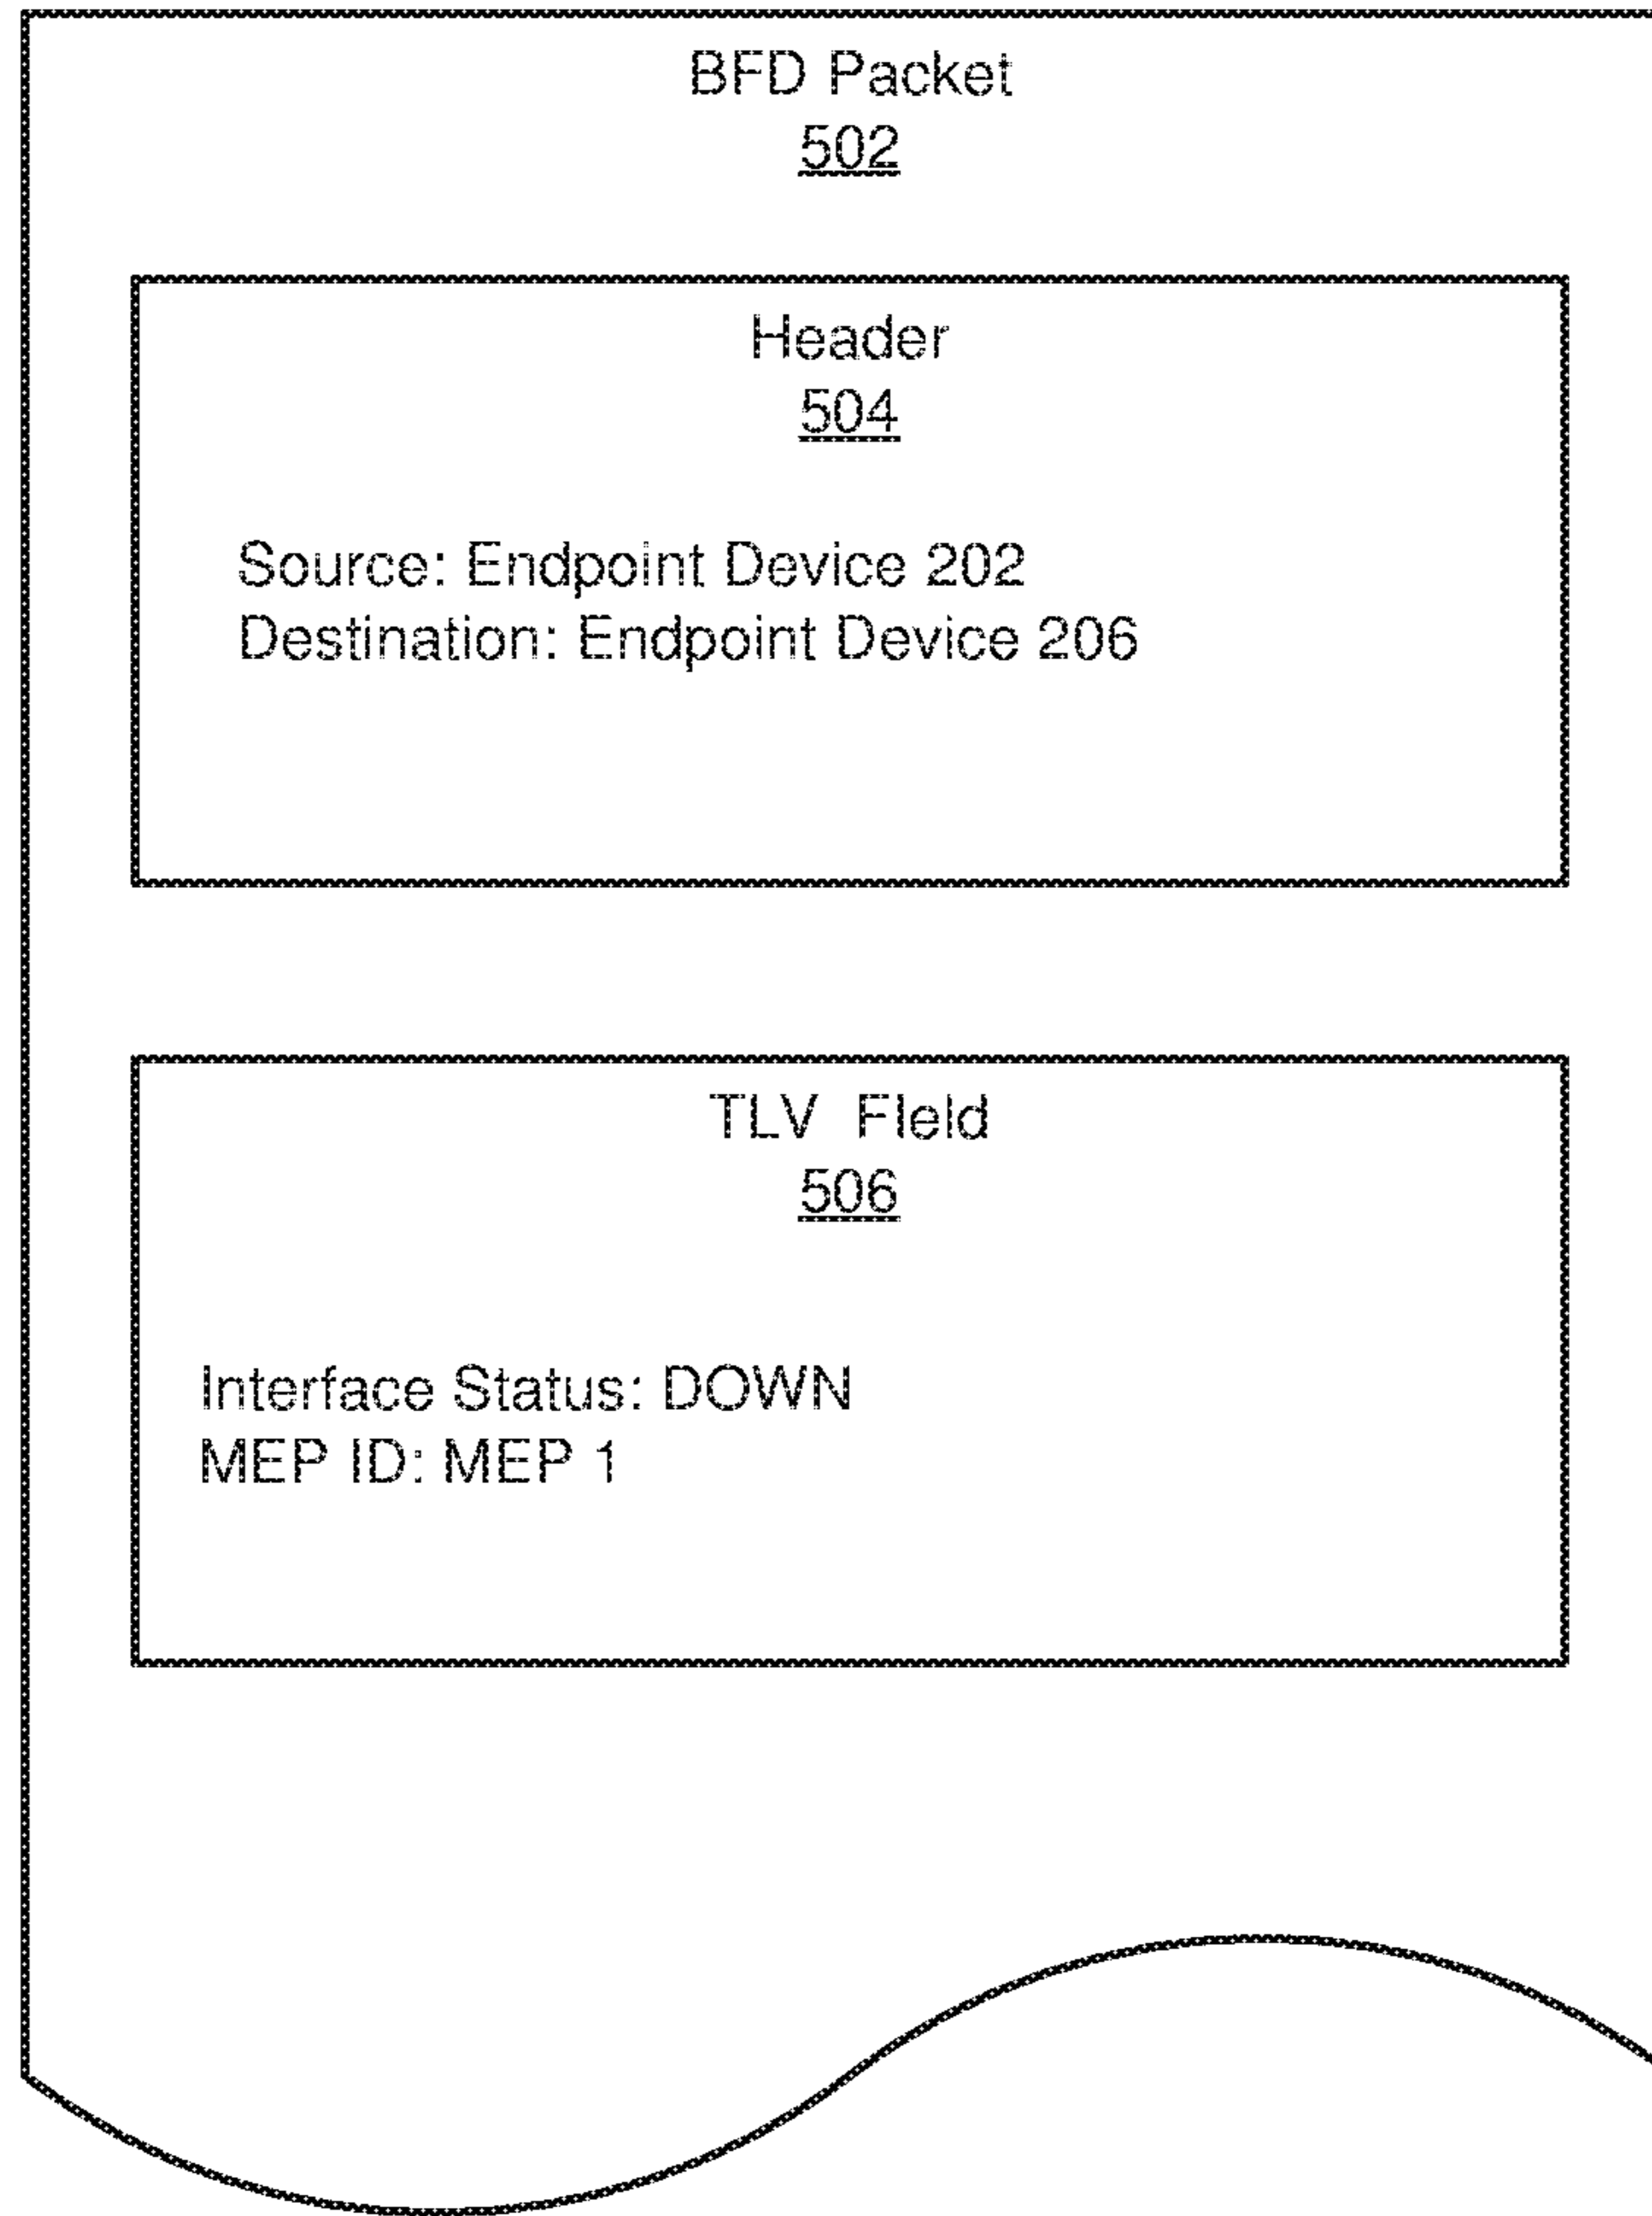 BFD Packet
502
Header
504
Source: Endpoint Device 202
Destination: Endpoint Device 206
TLV FIeld
506
Interface Status: DOWN
MEP ID: MEP 1